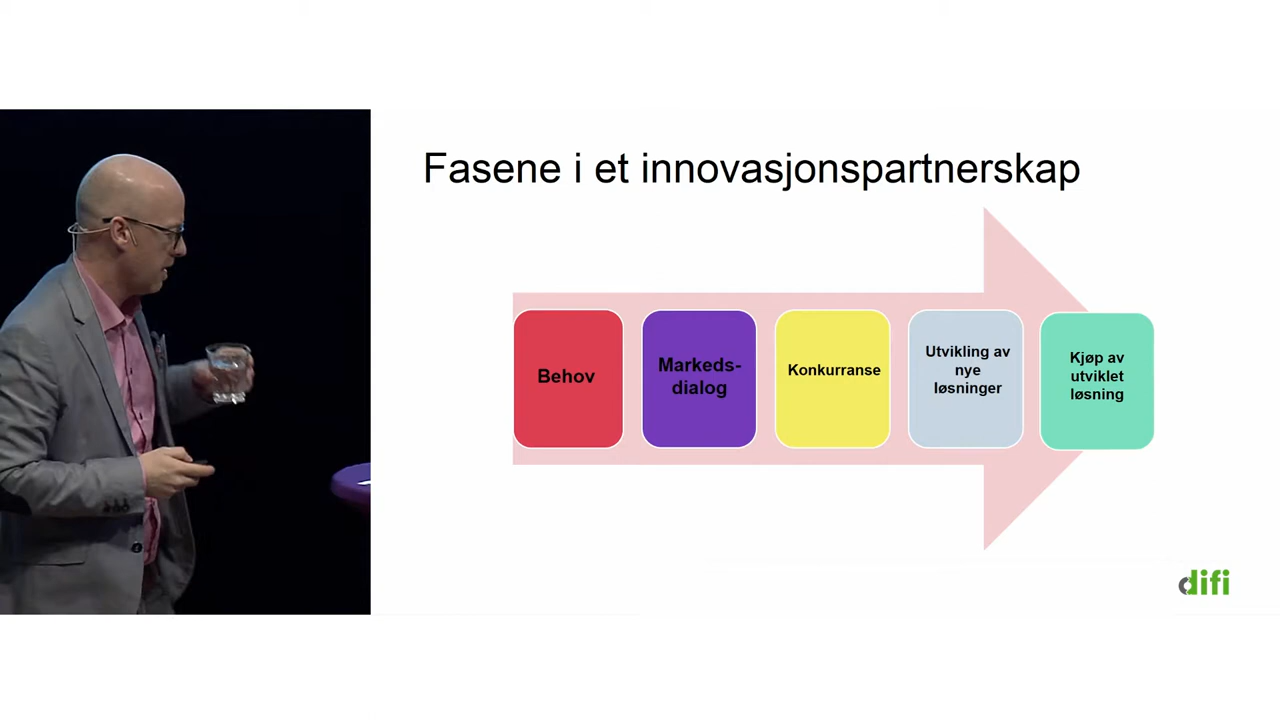 Fasene i et innovasjonspartnerskap
Behov
Markeds-
dialog
Konkurranse
Utvikling av
nye
løsninger
Kjøp av
utviklet
løsning
difi